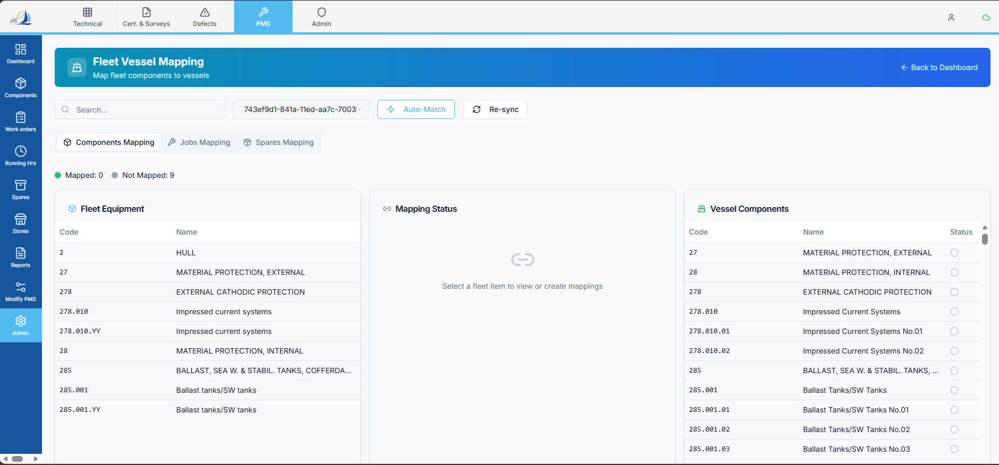 sail
Technical
Cert. & Surveys
Defects
PMS
Admin
Dashboard
Components
Work orders
Running Hrs
Spares
Stores
Reports
Modify PMS
Admin
Fleet Vessel Mapping
Map fleet components to vessels
← Back to Dashboard
Search...
743ef9d1-841a-11ed-aa7c-7003
Auto-Match
Re-sync
Components Mapping
Jobs Mapping
Spares Mapping
Mapped: 0
Not Mapped: 9
Fleet Equipment
Code Name
2 HULL
27 MATERIAL PROTECTION, EXTERNAL
278 EXTERNAL CATHODIC PROTECTION
278.010 Impressed current systems
278.010.YY Impressed current systems
28 MATERIAL PROTECTION, INTERNAL
285 BALLAST, SEA W. & STABIL. TANKS, COFFERDA...
285.001 Ballast tanks/SW tanks
285.001.YY Ballast tanks/SW tanks
Mapping Status
Select a fleet item to view or create mappings
Vessel Components
Code Name Status
27 MATERIAL PROTECTION, EXTERNAL
28 MATERIAL PROTECTION, INTERNAL
278 EXTERNAL CATHODIC PROTECTION
278.010 Impressed Current Systems
278.010.01 Impressed Current Systems No.01
278.010.02 Impressed Current Systems No.02
285 BALLAST, SEA W. & STABIL. TANKS, ...
285.001 Ballast Tanks/SW Tanks
285.001.01 Ballast Tanks/SW Tanks No.01
285.001.02 Ballast Tanks/SW Tanks No.02
285.001.03 Ballast Tanks/SW Tanks No.03